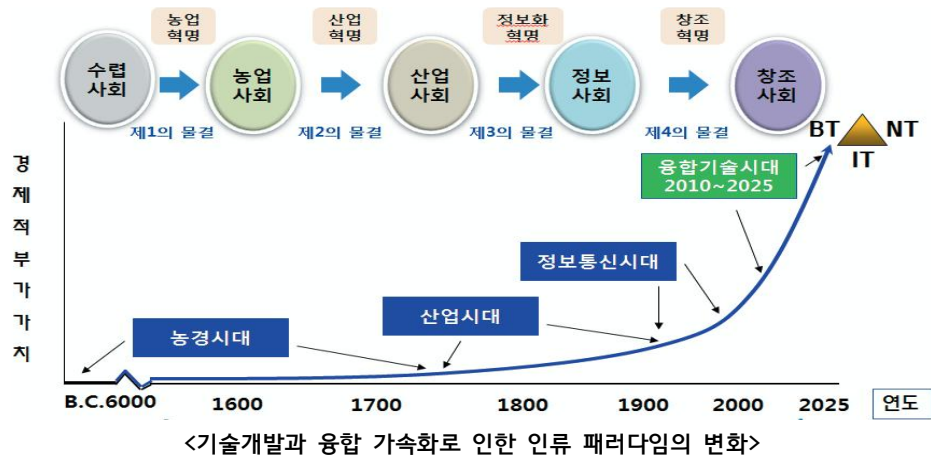 농업
혁명
산업
혁명
정보화
혁명
창조
혁명
수렵
사회
농업
사회
산업
사회
정보
사회
창조
사회
제1의 물결
제2의 물결
제3의 물결
제4의 물결
BT NT
IT
경제적부가가치
융합기술시대
2010~2025
정보통신시대
산업시대
농경시대
B.C.6000 1600 1700 1800 1900 2000 2025 연도
<기술개발과 융합 가속화로 인한 인류 패러다임의 변화>